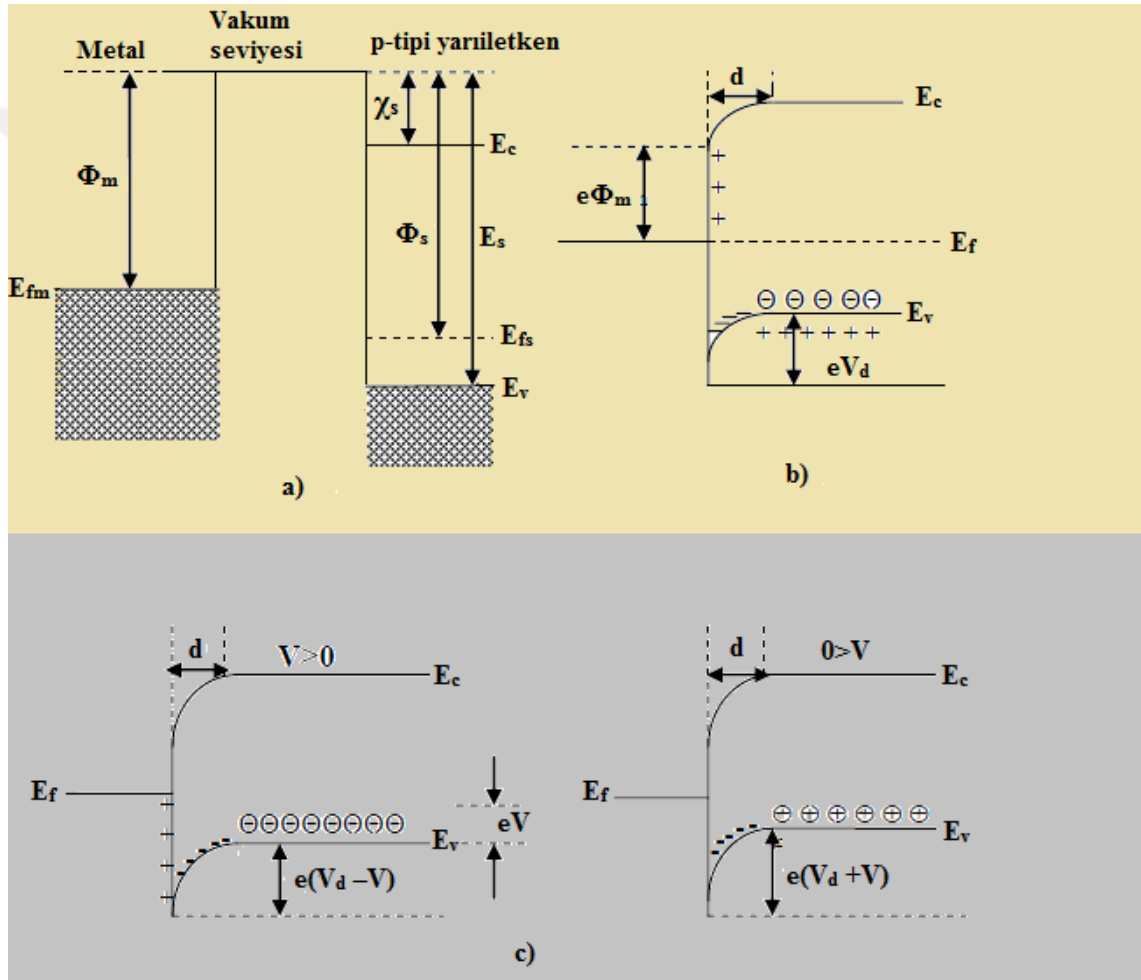 Metal
Vakum
seviyesi
p-tipi yarıiletken
Φm
χs
Ec
Φs
Es
Efm
Efs
Ev
a)
d
Ec
+
+
+
eΦm
Ef
⊖ ⊖ ⊖ ⊖⊖
Ev
+ + + + + +
eVd
b)
d
V>0
Ec
Ef
+
+
+
+
⊖⊖⊖⊖⊖⊖⊖⊖
eV
Ev
e(Vd –V)
d
0>V
Ec
Ef
⊕ ⊕ ⊕ ⊕ ⊕ ⊕
Ev
e(Vd +V)
c)